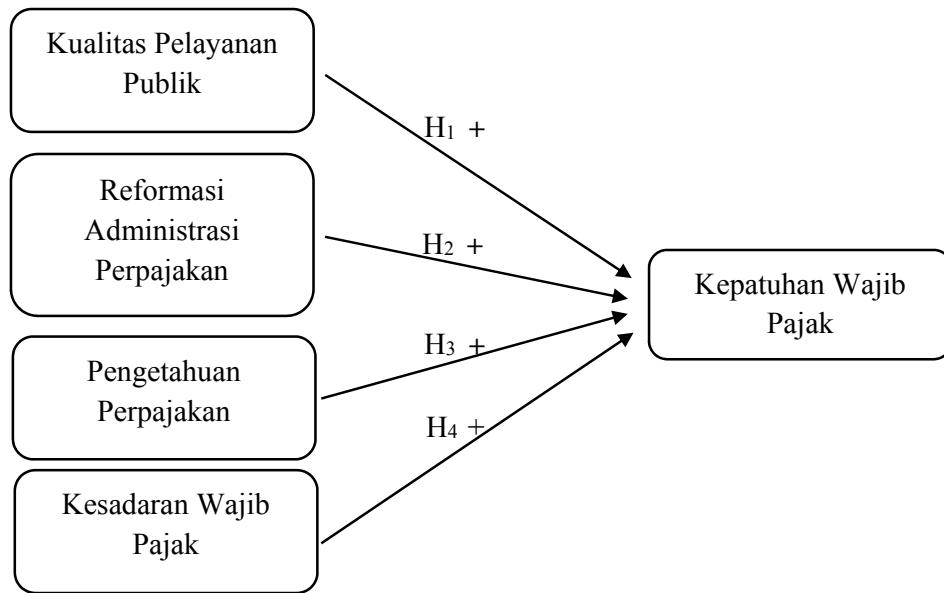 Kualitas Pelayanan
Publik
H1 +
Reformasi
Administrasi
Perpajakan
H2 +
Kepatuhan Wajib
Pajak
H3 +
Pengetahuan
Perpajakan
H4 +
Kesadaran Wajib
Pajak